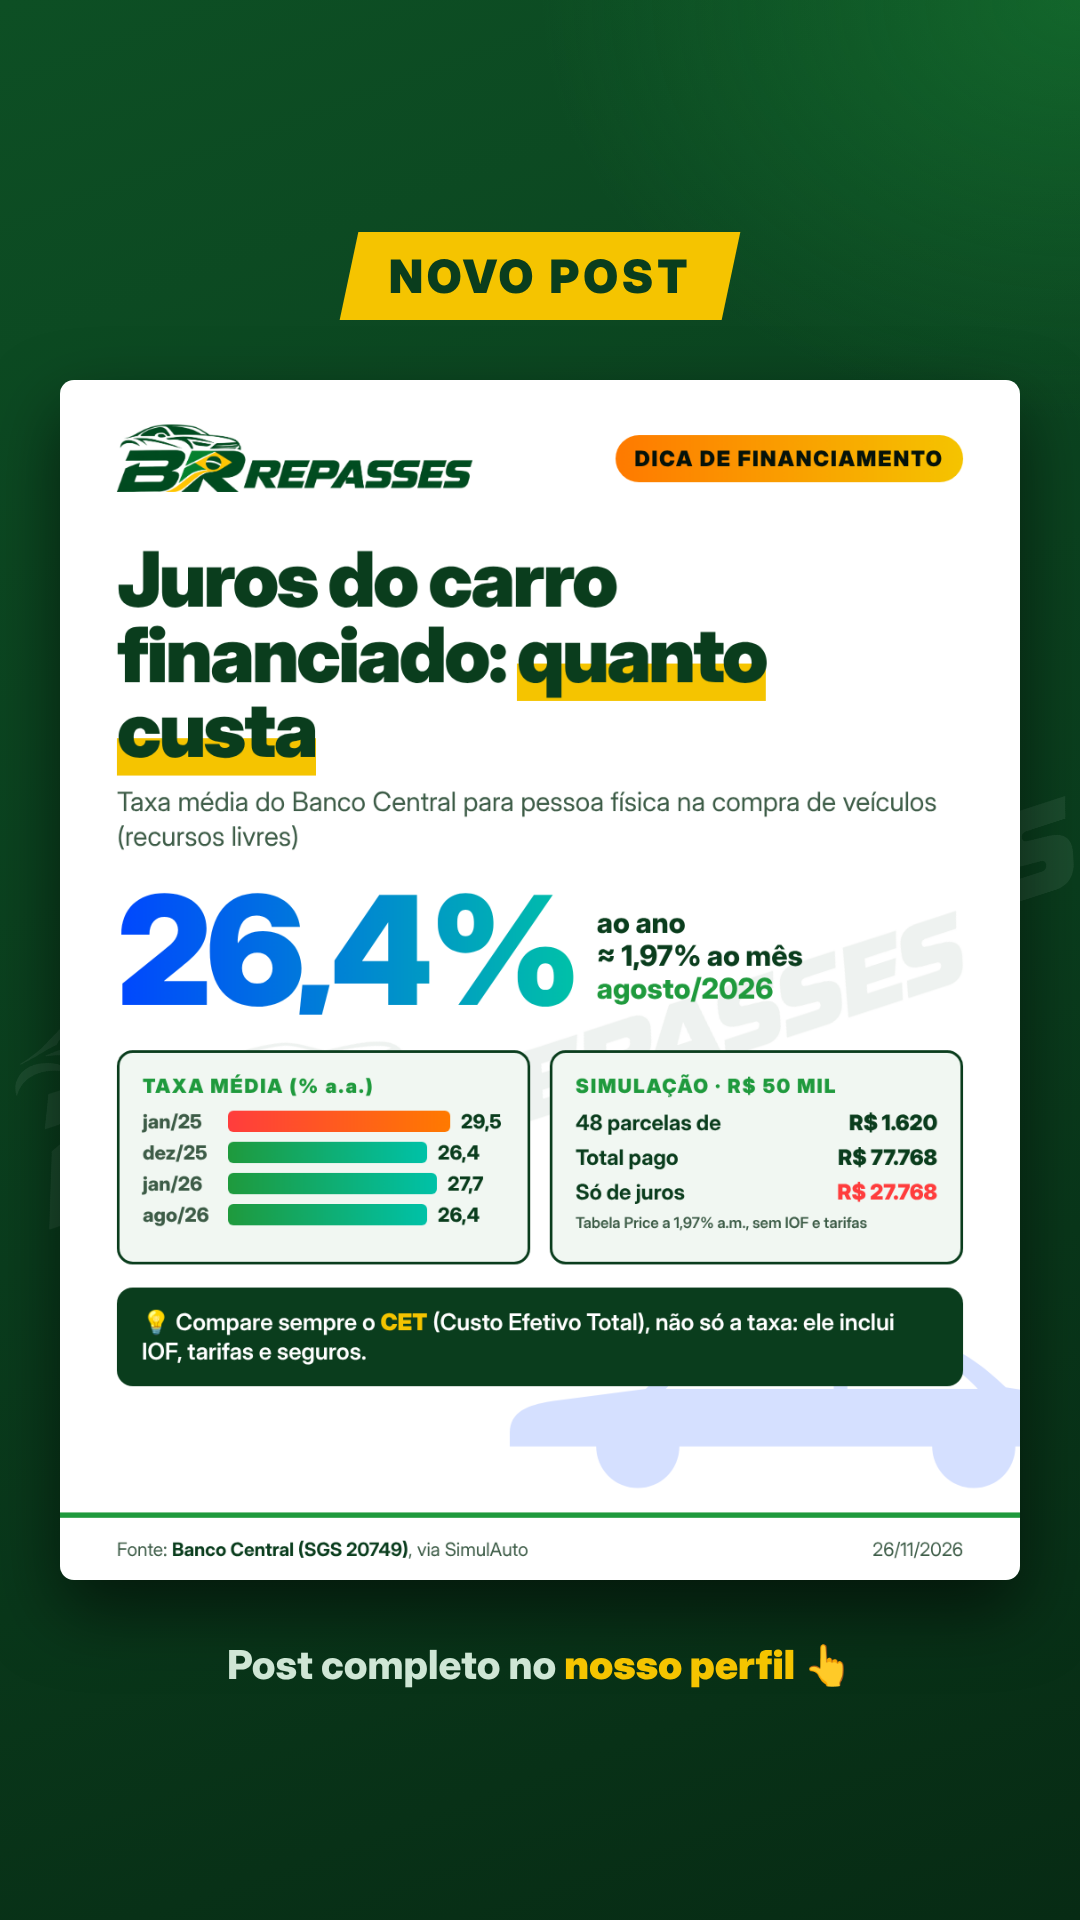 NOVO POST
BR REPASSES
DICA DE FINANCIAMENTO
Juros do carro
financiado: quanto
custa
Taxa média do Banco Central para pessoa física na compra de veículos
(recursos livres)
26,4%
ao ano
≈ 1,97% ao mês
agosto/2026
TAXA MÉDIA (% a.a.)
jan/25 29,5
dez/25 26,4
jan/26 27,7
ago/26 26,4
SIMULAÇÃO · R$ 50 MIL
48 parcelas de R$ 1.620
Total pago R$ 77.768
Só de juros R$ 27.768
Tabela Price a 1,97% a.m., sem IOF e tarifas
💡 Compare sempre o CET (Custo Efetivo Total), não só a taxa: ele inclui
IOF, tarifas e seguros.
Fonte: Banco Central (SGS 20749), via SimulAuto
26/11/2026
Post completo no nosso perfil 👆